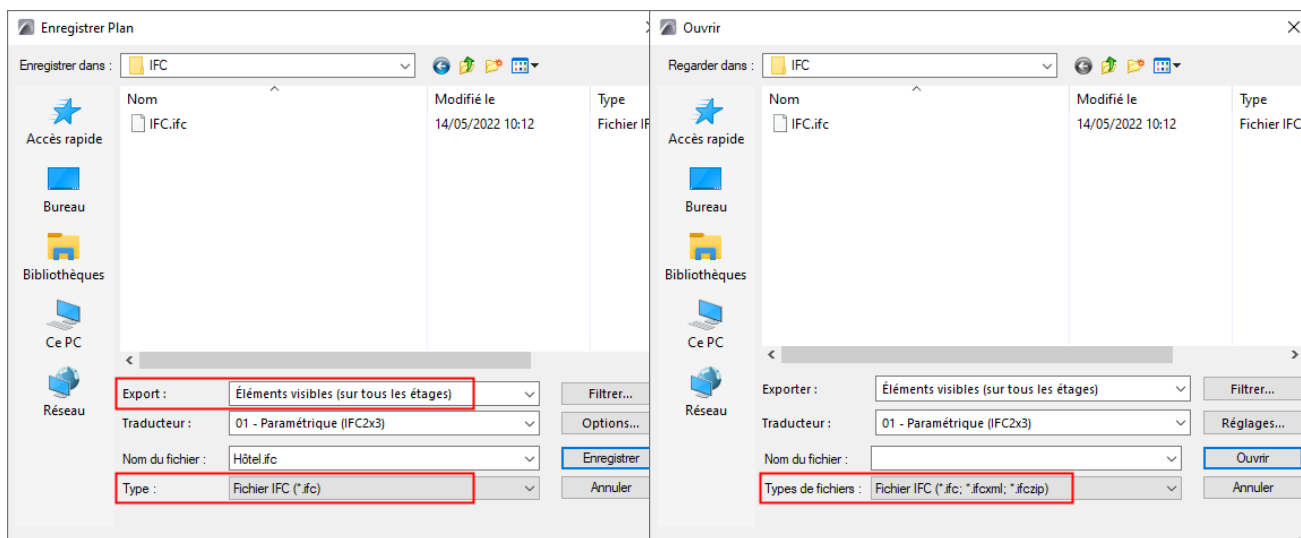 Enregistrer Plan
Enregistrer dans :
IFC
Nom
Modifié le
Type
IFC.ifc
14/05/2022 10:12
Fichier IF
Accès rapide
Bureau
Bibliothèques
Ce PC
Réseau
Export :
Éléments visibles (sur tous les étages)
Filtrer...
Traducteur :
01 - Paramétrique (IFC2x3)
Options...
Nom du fichier :
Hôtel.ifc
Enregistrer
Type :
Fichier IFC (*.ifc)
Annuler
Ouvrir
Regarder dans :
IFC
Nom
Modifié le
Type
IFC.ifc
14/05/2022 10:12
Fichier IFC
Accès rapide
Bureau
Bibliothèques
Ce PC
Réseau
Exporter :
Éléments visibles (sur tous les étages)
Filtrer...
Traducteur :
01 - Paramétrique (IFC2x3)
Réglages...
Nom du fichier :
Ouvrir
Types de fichiers :
Fichier IFC (*.ifc; *.ifcxml; *.ifczip)
Annuler